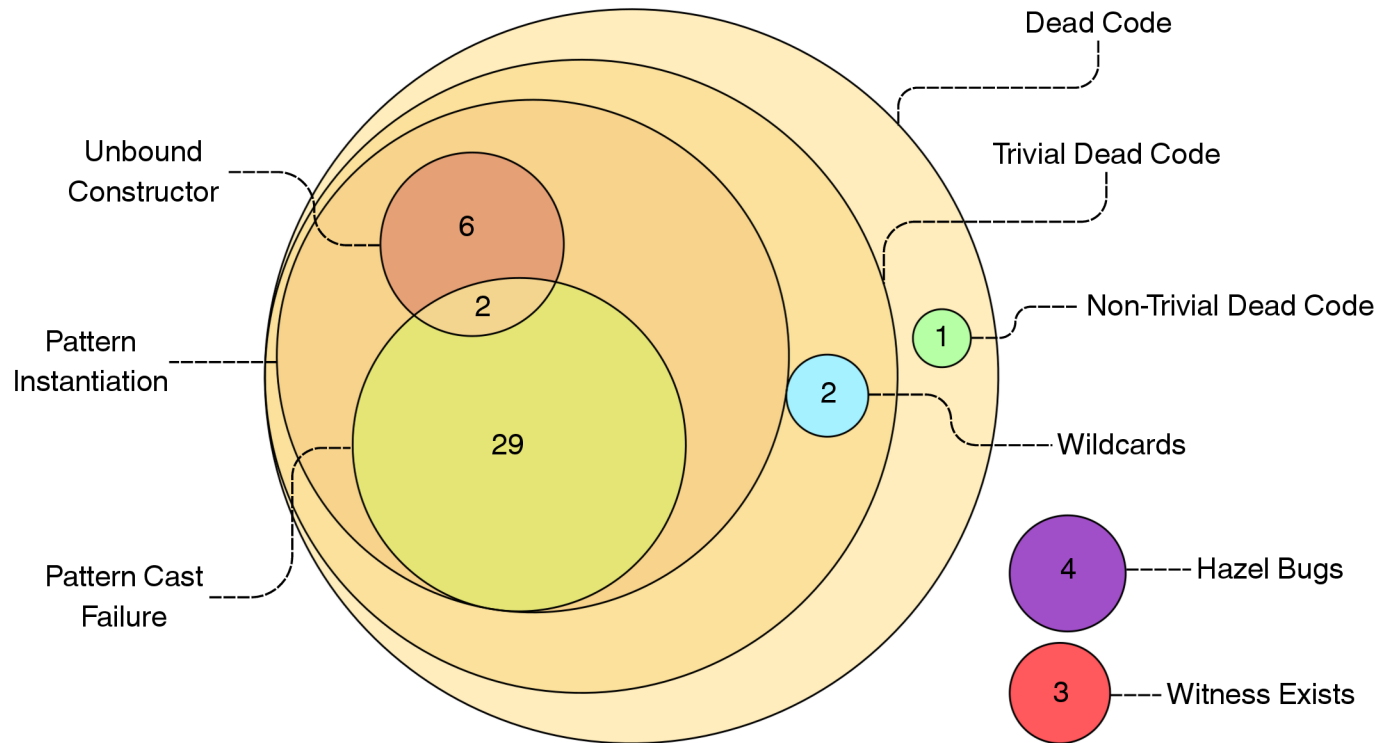 Dead Code
Trivial Dead Code
Unbound
Constructor
6
2
Non-Trivial Dead Code
1
Pattern
Instantiation
2
Wildcards
29
Pattern Cast
Failure
4
Hazel Bugs
3
Witness Exists